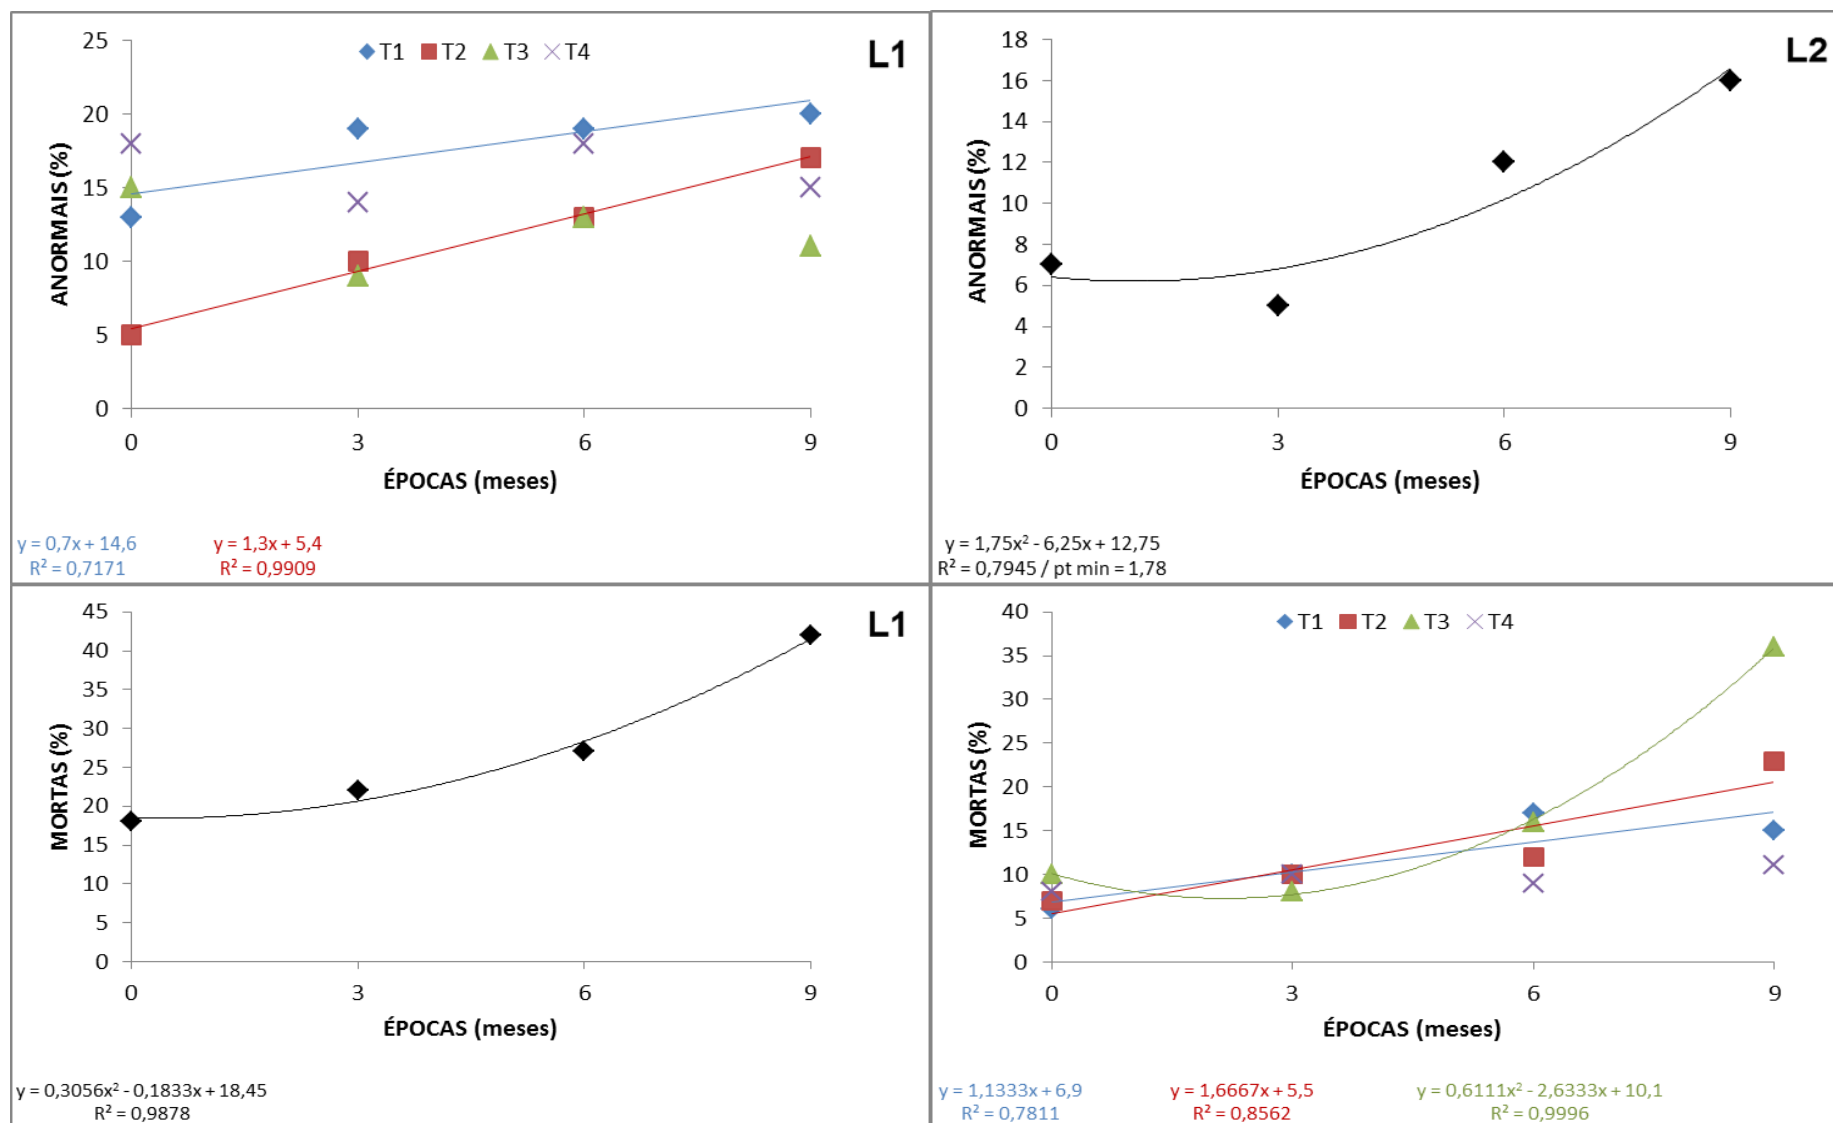 T1 T2 T3 T4
L1
25
20
15
10
5
0
ANORMAIS (%)
0 3 6 9
ÉPOCAS (meses)
y = 0,7x + 14,6
R² = 0,7171
y = 1,3x + 5,4
R² = 0,9909
L2
18
16
14
12
10
8
6
4
2
0
ANORMAIS (%)
0 3 6 9
ÉPOCAS (meses)
y = 1,75x² - 6,25x + 12,75
R² = 0,7945 / pt min = 1,78
L1
45
40
35
30
25
20
15
10
5
0
MORTAS (%)
0 3 6 9
ÉPOCAS (meses)
y = 0,3056x² - 0,1833x + 18,45
R² = 0,9878
T1 T2 T3 T4
40
35
30
25
20
15
10
5
0
MORTAS (%)
0 3 6 9
ÉPOCAS (meses)
y = 1,1333x + 6,9
R² = 0,7811
y = 1,6667x + 5,5
R² = 0,8562
y = 0,6111x² - 2,6333x + 10,1
R² = 0,9996